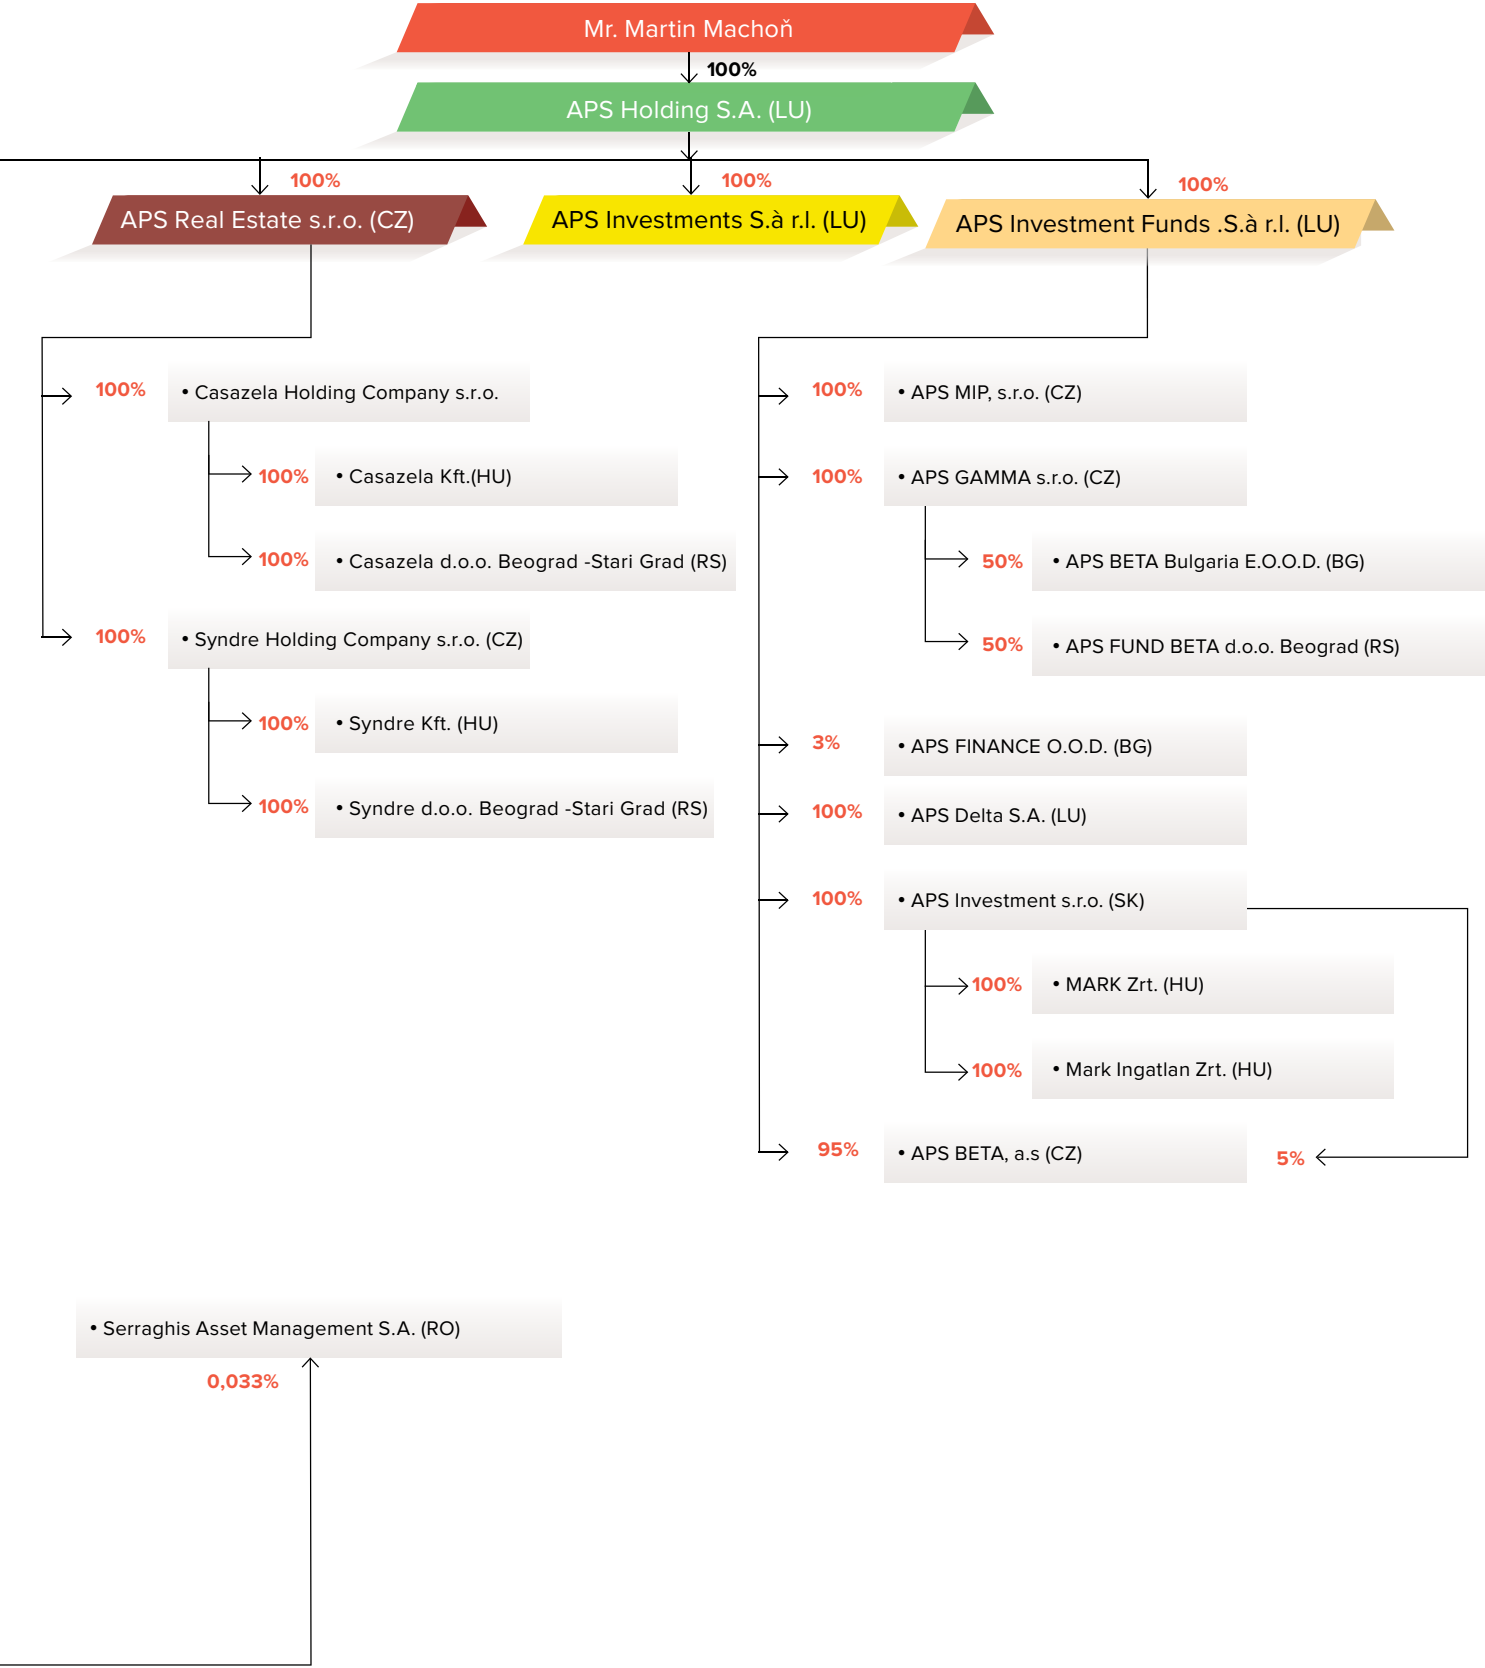 Mr. Martin Machoň
100%
APS Holding S.A. (LU)
100%
100%
100%
APS Real Estate s.r.o. (CZ)
APS Investments S.à r.l. (LU)
APS Investment Funds .S.à r.l. (LU)
100%
• Casazela Holding Company s.r.o.
100%
• Casazela Kft.(HU)
100%
• Casazela d.o.o. Beograd -Stari Grad (RS)
100%
• Syndre Holding Company s.r.o. (CZ)
100%
• Syndre Kft. (HU)
100%
• Syndre d.o.o. Beograd -Stari Grad (RS)
100%
• APS MIP, s.r.o. (CZ)
100%
• APS GAMMA s.r.o. (CZ)
50%
• APS BETA Bulgaria E.O.O.D. (BG)
50%
• APS FUND BETA d.o.o. Beograd (RS)
3%
• APS FINANCE O.O.D. (BG)
100%
• APS Delta S.A. (LU)
100%
• APS Investment s.r.o. (SK)
100%
• MARK Zrt. (HU)
100%
• Mark Ingatlan Zrt. (HU)
95%
• APS BETA, a.s (CZ)
5%
• Serraghis Asset Management S.A. (RO)
0,033%